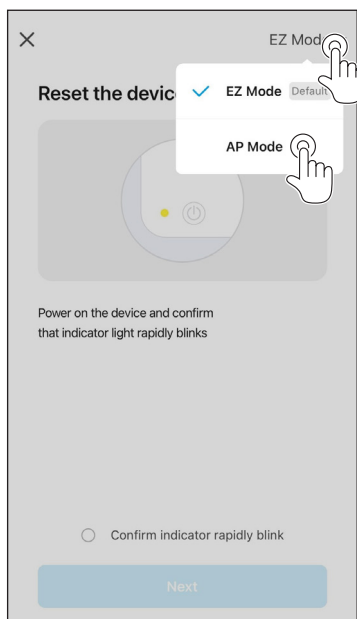 EZ Mod
Reset the devic
EZ Mode Default
AP Mode
Power on the device and confirm
that indicator light rapidly blinks
Confirm indicator rapidly blink
Next